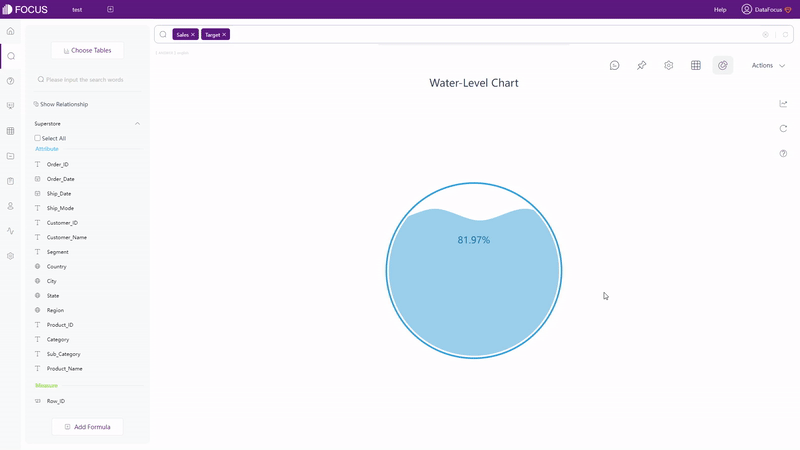 FOCUS
test
Help
DataFocus
Choose Tables
Sales ×
Target ×
Please input the search words
Actions
Show Relationship
Water-Level Chart
Superstore
Select All
Attribute
Order_ID
Order_Date
Ship_Date
Ship_Mode
Customer_ID
Customer_Name
Segment
Country
City
State
Region
Product_ID
Category
Sub_Category
Product_Name
Measure
Row_ID
Add Formula
81.97%